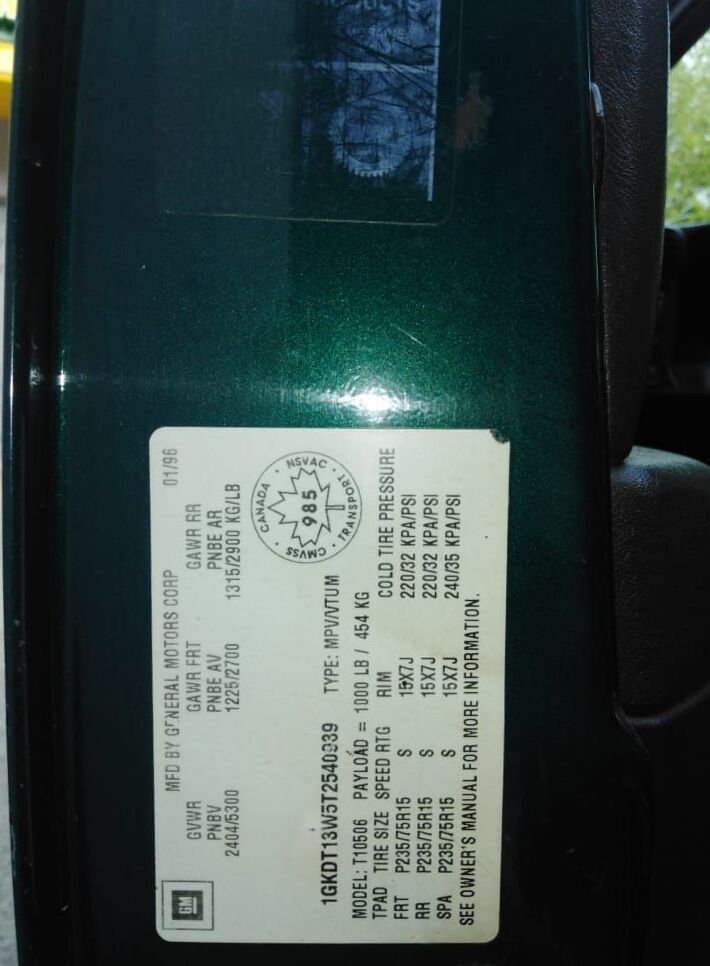 GM
MFD BY GENERAL MOTORS CORP 01/96
GVWR GAWR FRT GAWR RR
PNBV PNBE AV PNBE AR
2404/5300 1225/2700 1315/2900 KG/LB
CANADA · NSVAC · TRANSPORT · CMVSS
985
1GKDT13W5T2540939 TYPE: MPV/VTUM
MODEL: T10506 PAYLOAD = 1000 LB / 454 KG
TPAD TIRE SIZE SPEED RTG RIM COLD TIRE PRESSURE
FRT P235/75R15 S 15X7J 220/32 KPA/PSI
RR P235/75R15 S 15X7J 220/32 KPA/PSI
SPA P235/75R15 S 15X7J 240/35 KPA/PSI
SEE OWNER'S MANUAL FOR MORE INFORMATION.